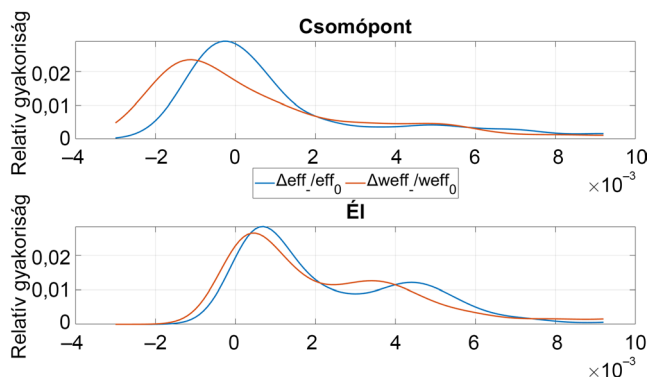 Csomópont
Relatív gyakoriság
0,02
0,01
0
–4 –2 0 2 4 6 8 10
×10⁻³
Δeff_/eff₀ Δweff_/weff₀
Él
Relatív gyakoriság
0,02
0,01
0
–4 –2 0 2 4 6 8 10
×10⁻³